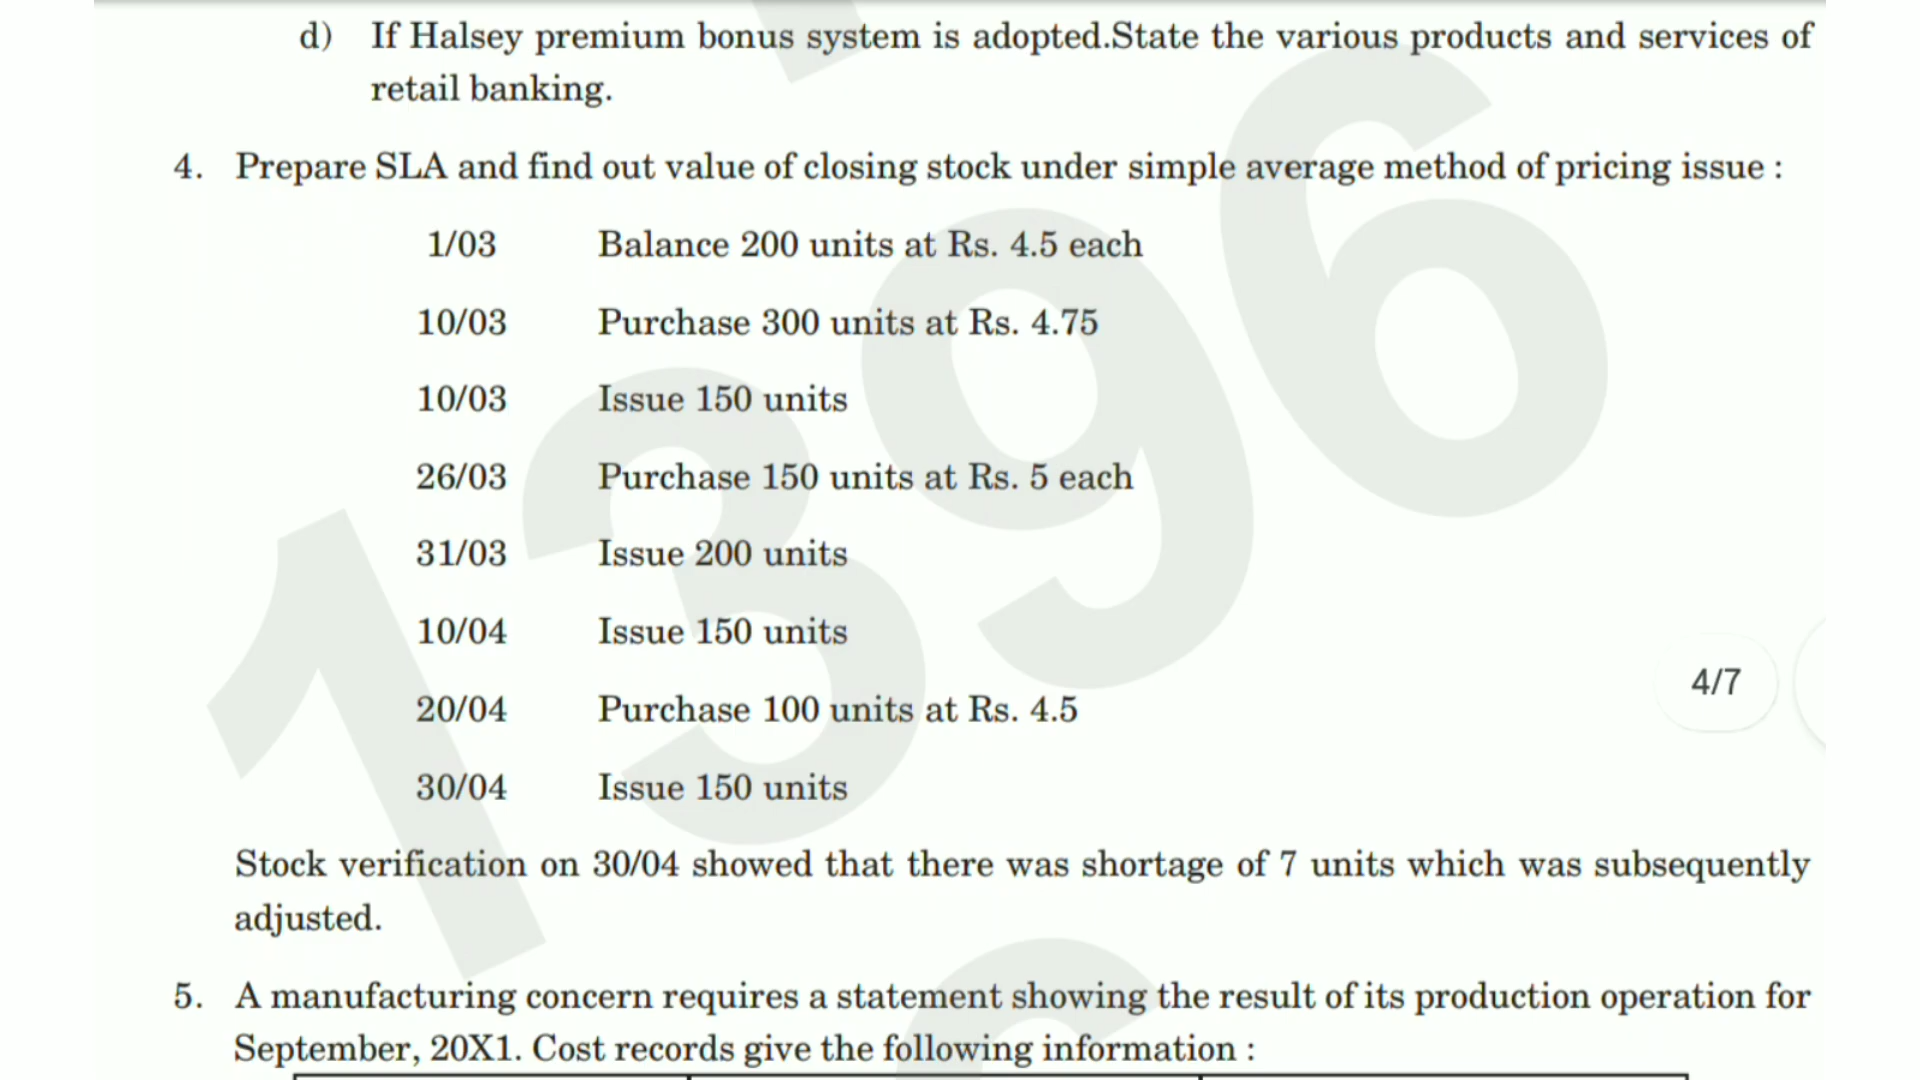 d) If Halsey premium bonus system is adopted.State the various products and services of
retail banking.
4. Prepare SLA and find out value of closing stock under simple average method of pricing issue :
1/03 Balance 200 units at Rs. 4.5 each
10/03 Purchase 300 units at Rs. 4.75
10/03 Issue 150 units
26/03 Purchase 150 units at Rs. 5 each
31/03 Issue 200 units
10/04 Issue 150 units
4/7
20/04 Purchase 100 units at Rs. 4.5
30/04 Issue 150 units
Stock verification on 30/04 showed that there was shortage of 7 units which was subsequently
adjusted.
5. A manufacturing concern requires a statement showing the result of its production operation for
September, 20X1. Cost records give the following information :
1396